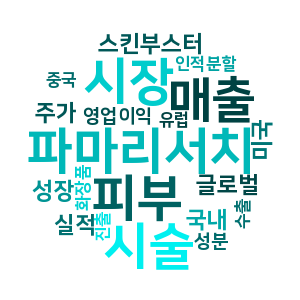 스킨부스터
시장
인적분할
중국
매출
주가
영업이익
유럽
미국
파마리서치
피부
글로벌
성장
화장품
실적
진출
국내
수출
시술
성분